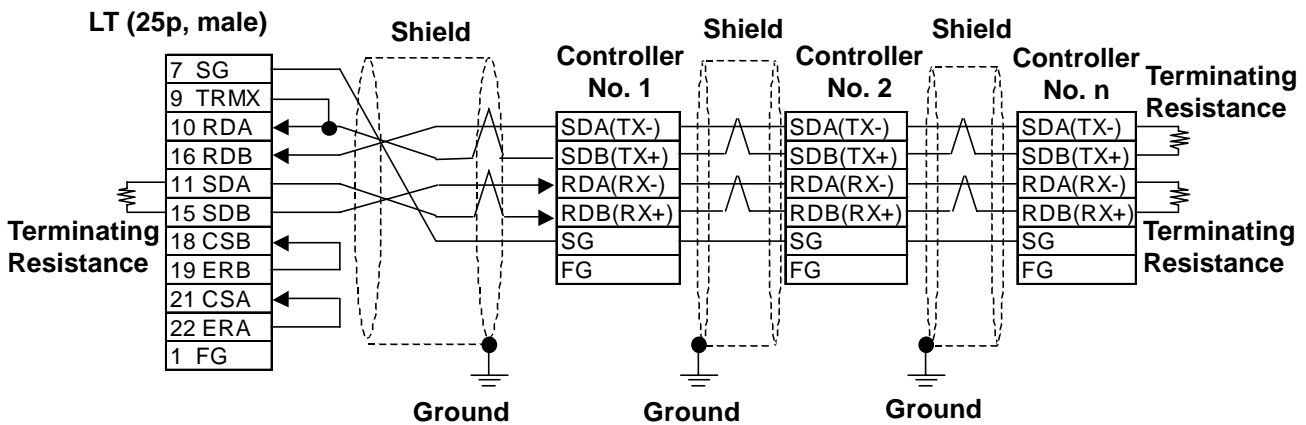 LT (25p, male)
7 SG
9 TRMX
10 RDA
16 RDB
11 SDA
15 SDB
18 CSB
19 ERB
21 CSA
22 ERA
1 FG
Terminating
Resistance
Shield
Ground
Controller
No. 1
SDA(TX-)
SDB(TX+)
RDA(RX-)
RDB(RX+)
SG
FG
Shield
Ground
Controller
No. 2
SDA(TX-)
SDB(TX+)
RDA(RX-)
RDB(RX+)
SG
FG
Shield
Ground
Controller
No. n
SDA(TX-)
SDB(TX+)
RDA(RX-)
RDB(RX+)
SG
FG
Terminating
Resistance
Terminating
Resistance